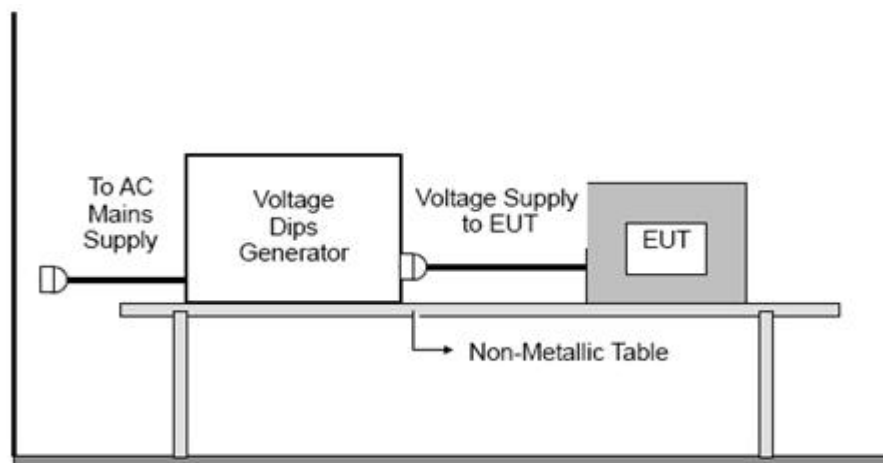 To AC
Mains
Supply
Voltage
Dips
Generator
Voltage Supply
to EUT
EUT
Non-Metallic Table